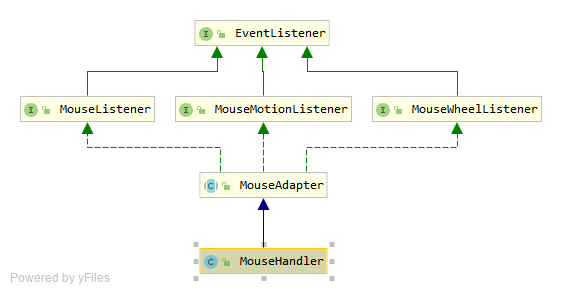 EventListener
MouseListener
MouseMotionListener
MouseWheelListener
MouseAdapter
MouseHandler
Powered by yFiles